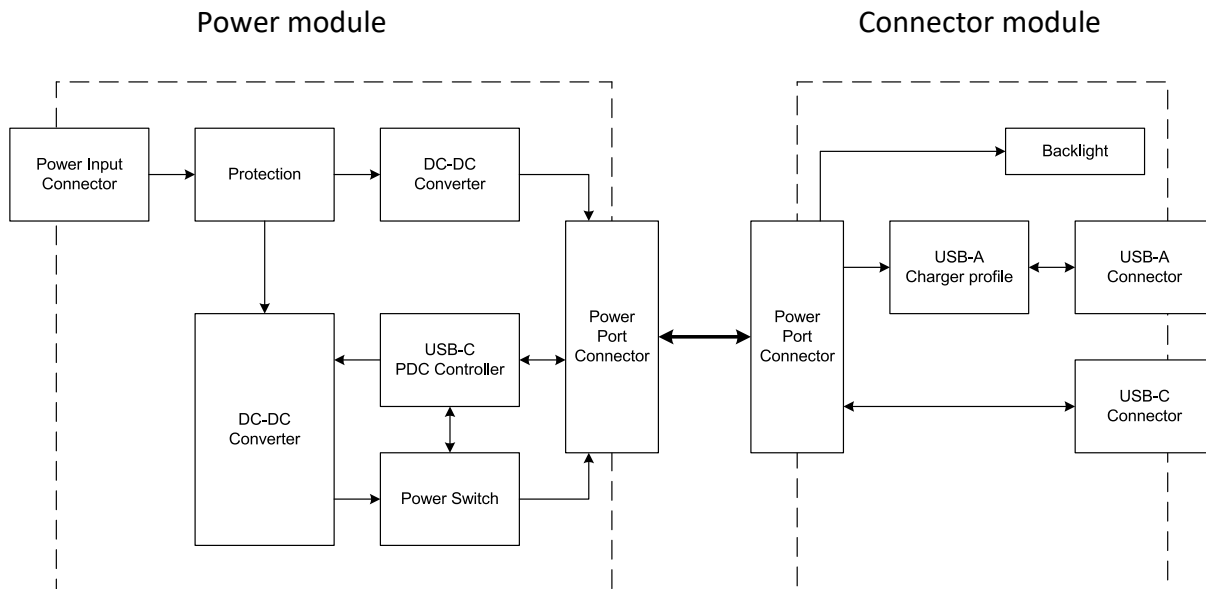 Power module
Connector module
Power Input
Connector
Protection
DC-DC
Converter
Backlight
USB-A
Charger profile
USB-A
Connector
Power
Port
Connector
Power
Port
Connector
USB-C
PDC Controller
DC-DC
Converter
USB-C
Connector
Power Switch